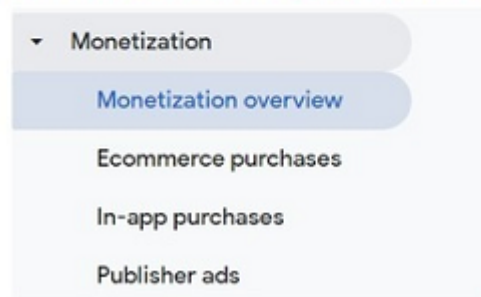 Monetization
Monetization overview
Ecommerce purchases
In-app purchases
Publisher ads